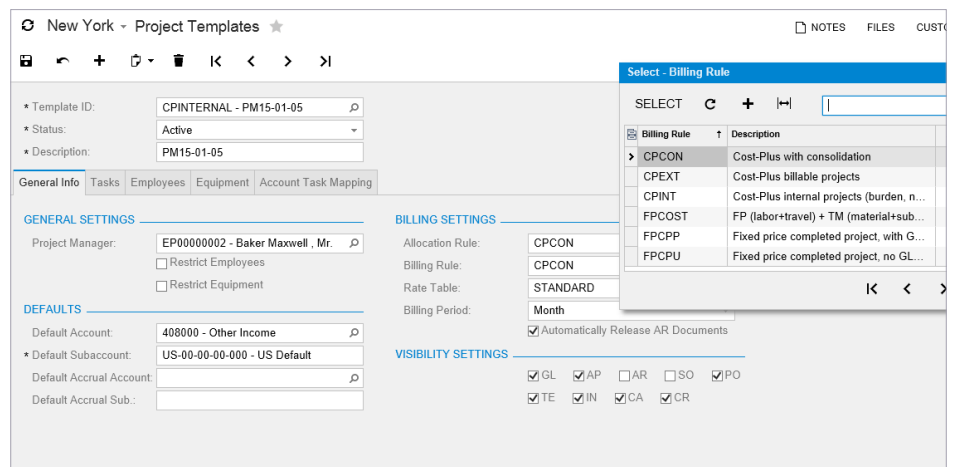 New York - Project Templates
NOTES FILES CUSTO
Select - Billing Rule
SELECT
Billing Rule Description
CPCON Cost-Plus with consolidation
CPEXT Cost-Plus billable projects
CPINT Cost-Plus internal projects (burden, n...
FPCOST FP (labor+travel) + TM (material+sub...
FPCPP Fixed price completed project, with G...
FPCPU Fixed price completed project, no GL...
* Template ID: CPINTERNAL - PM15-01-05
* Status: Active
* Description: PM15-01-05
General Info Tasks Employees Equipment Account Task Mapping
GENERAL SETTINGS
Project Manager: EP00000002 - Baker Maxwell , Mr.
Restrict Employees
Restrict Equipment
DEFAULTS
Default Account: 408000 - Other Income
* Default Subaccount: US-00-00-00-000 - US Default
Default Accrual Account:
Default Accrual Sub.:
BILLING SETTINGS
Allocation Rule: CPCON
Billing Rule: CPCON
Rate Table: STANDARD
Billing Period: Month
Automatically Release AR Documents
VISIBILITY SETTINGS
GL AP AR SO PO
TE IN CA CR